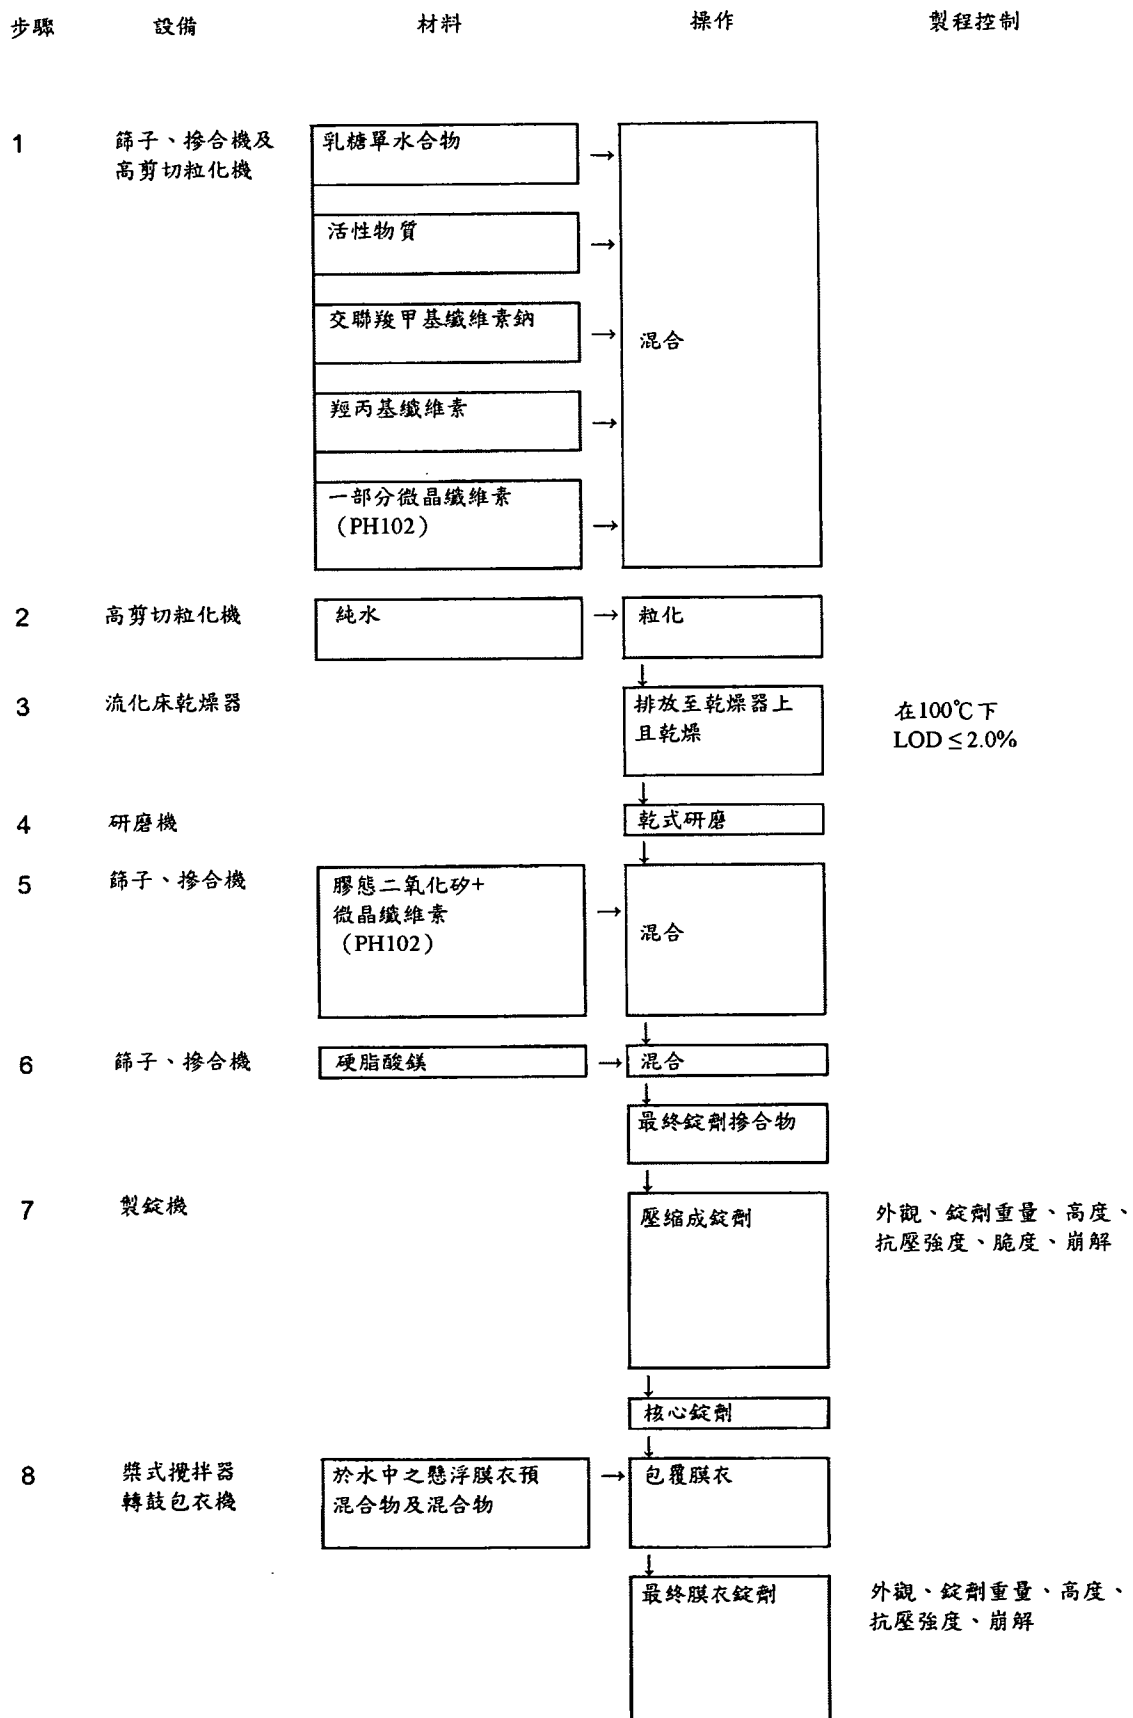 步驟 設備 材料 操作 製程控制
1 篩子、摻合機及 乳糖單水合物 →
高剪切粒化機
活性物質 →
交聯羧甲基纖維素鈉 → 混合
羥丙基纖維素 →
一部分微晶纖維素
（PH102） →
2 高剪切粒化機 純水 → 粒化
↓
3 流化床乾燥器 排放至乾燥器上 在100℃下
且乾燥 LOD ≤ 2.0%
↓
4 研磨機 乾式研磨
↓
5 篩子、摻合機 膠態二氧化矽+
微晶纖維素 →
（PH102） 混合
↓
6 篩子、摻合機 硬脂酸鎂 → 混合
↓
最終錠劑摻合物
↓
7 製錠機 壓縮成錠劑 外觀、錠劑重量、高度、
抗壓強度、脆度、崩解
↓
核心錠劑
↓
8 槳式攪拌器 於水中之懸浮膜衣預 → 包覆膜衣
轉鼓包衣機 混合物及混合物
↓
最終膜衣錠劑 外觀、錠劑重量、高度、
抗壓強度、崩解